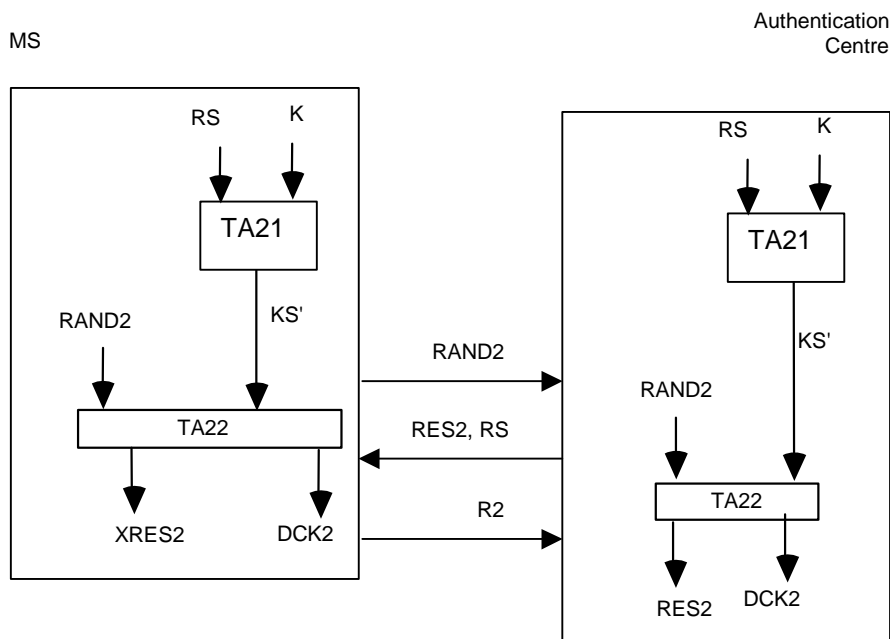 MS
Authentication
Centre
RS
K
TA21
KS'
RAND2
TA22
XRES2
DCK2
RAND2
RES2, RS
R2
RS
K
TA21
KS'
RAND2
TA22
RES2
DCK2